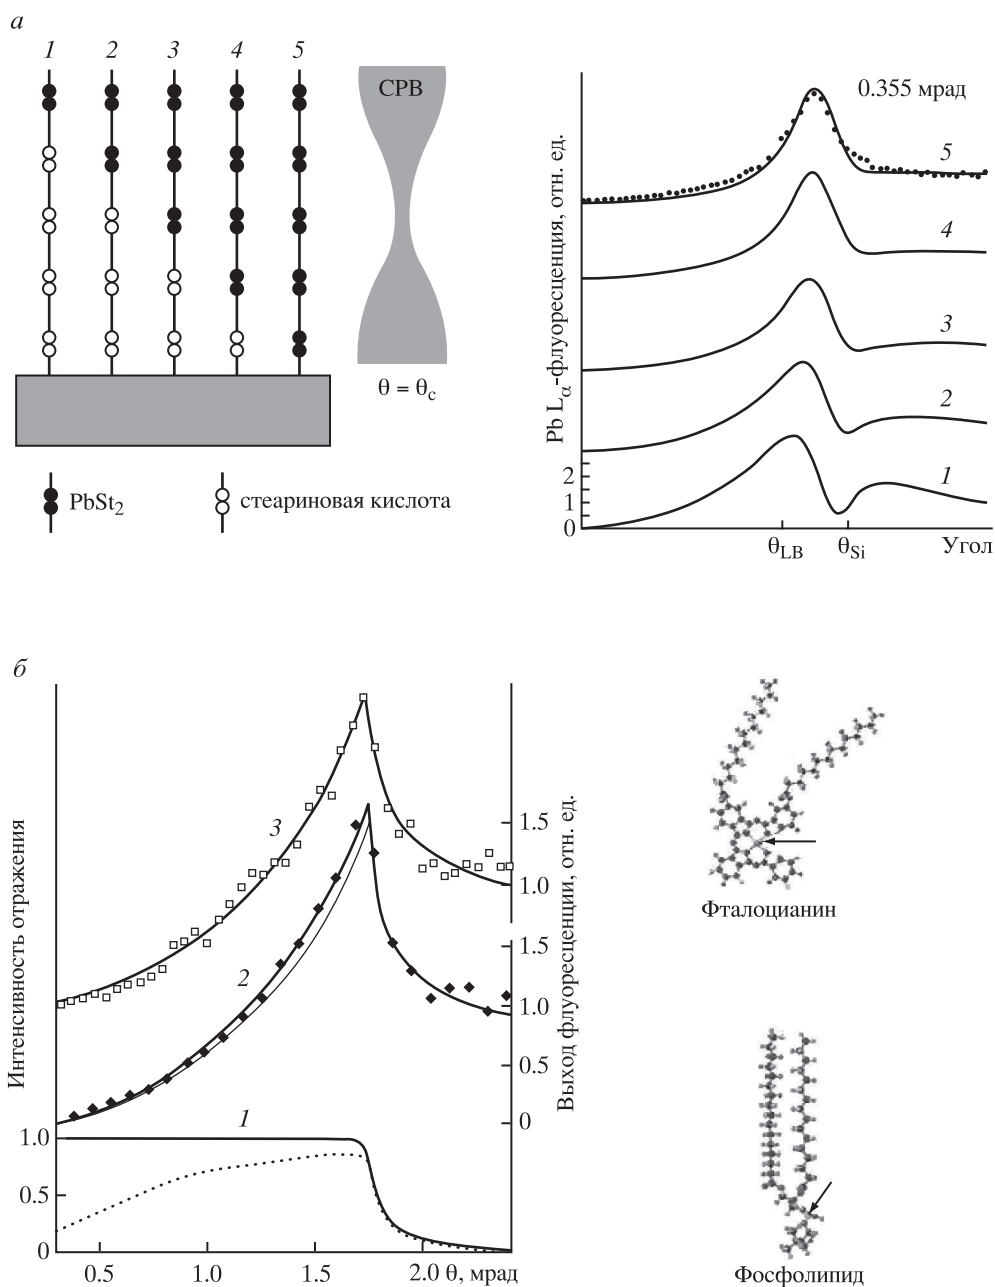 а
1 2 3 4 5
СРВ
θ = θc
PbSt2
стеариновая кислота
Pb Lα-флуоресценция, отн. ед.
0.355 мрад
5
4
3
2
1
2
1
0
θLB
θSi
Угол
б
Интенсивность отражения
3
2
1
1.0
0.5
0
0.5
1.0
1.5
2.0 θ, мрад
1.5
1.0
1.5
1.0
0.5
0
Выход флуоресценции, отн. ед.
Фталоцианин
Фосфолипид